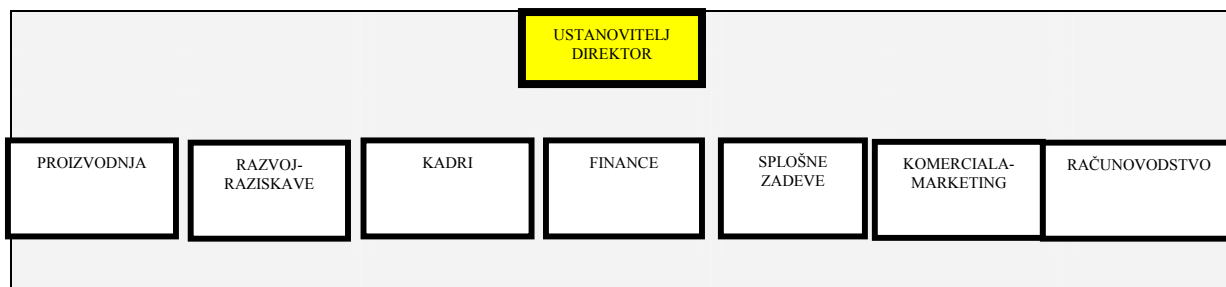 USTANOVITELJ
DIREKTOR
PROIZVODNJA
RAZVOJ-
RAZISKAVE
KADRI
FINANCE
SPLOŠNE
ZADEVE
KOMERCIALA-
MARKETING
RAČUNOVODSTVO